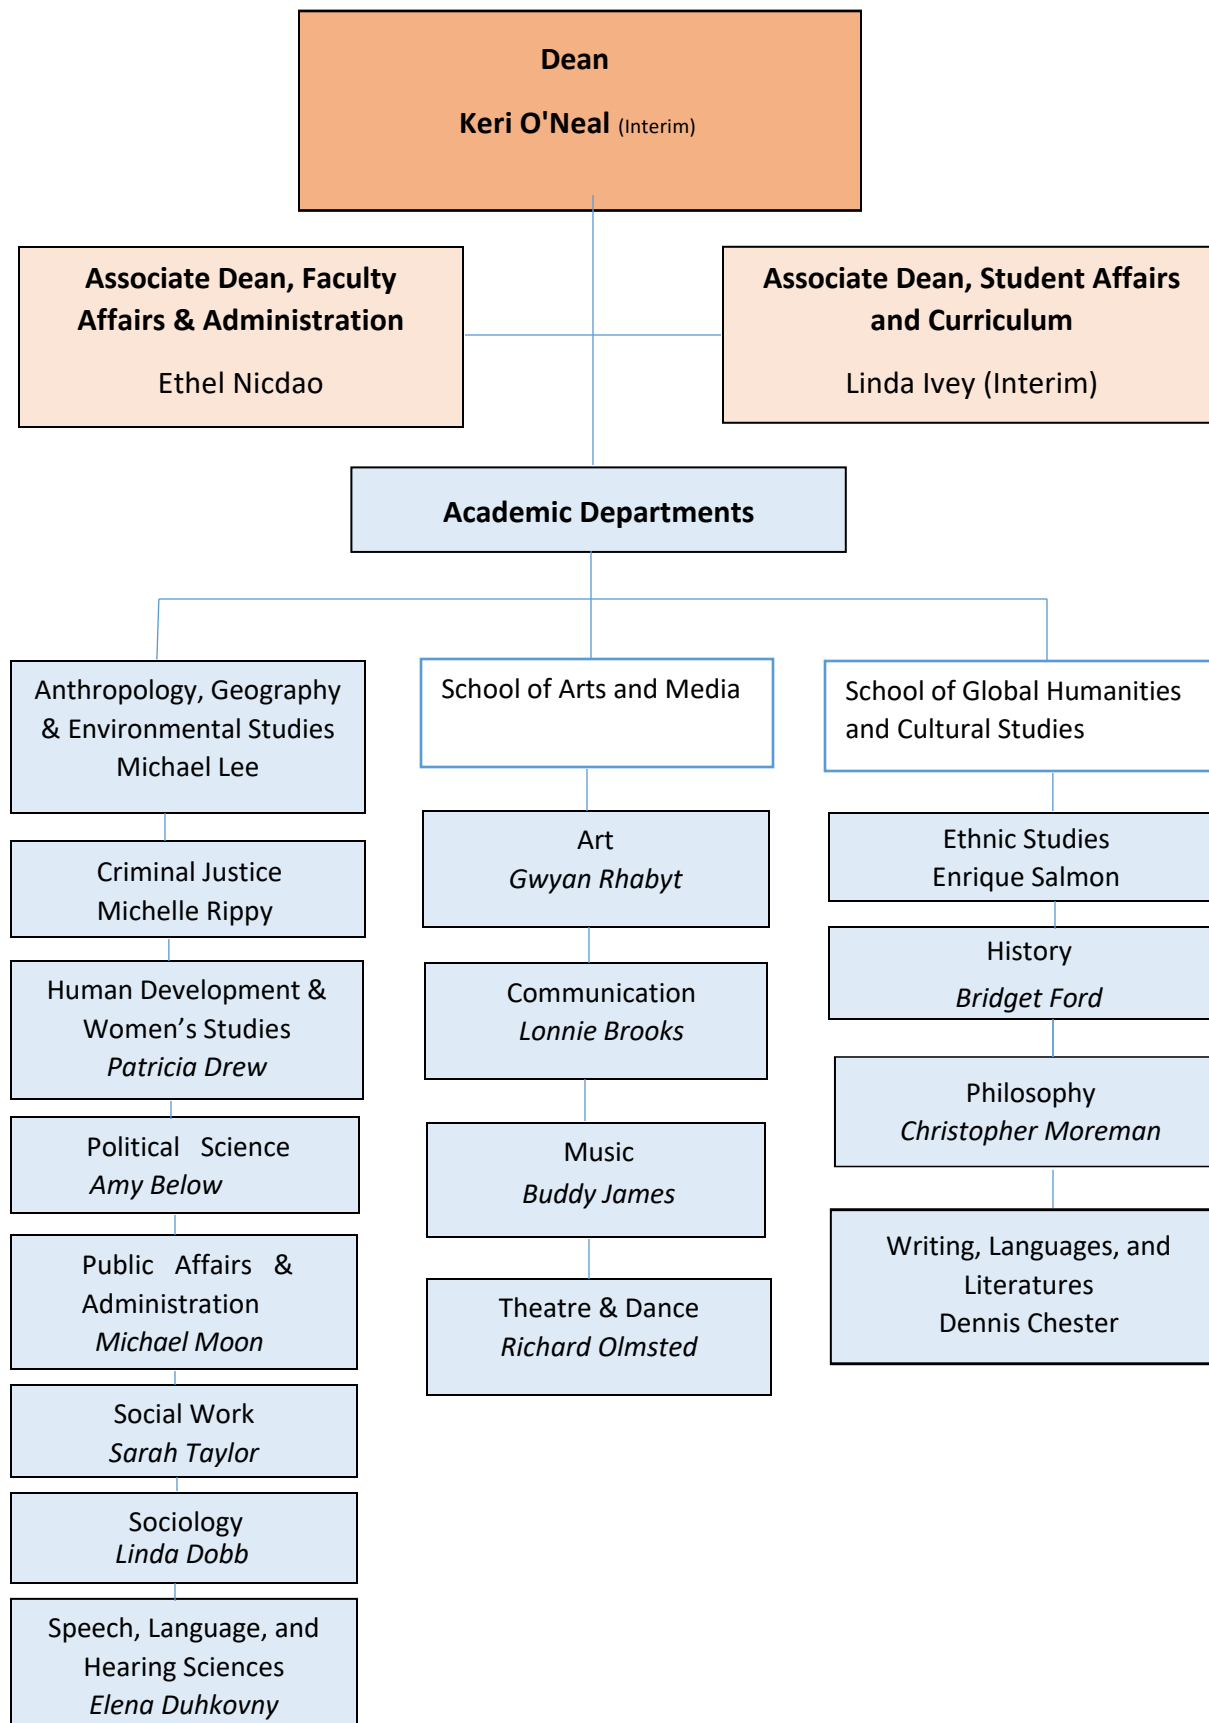 Dean
Keri O'Neal (Interim)
Associate Dean, Faculty
Affairs & Administration
Ethel Nicdao
Associate Dean, Student Affairs
and Curriculum
Linda Ivey (Interim)
Academic Departments
Anthropology, Geography
& Environmental Studies
Michael Lee
Criminal Justice
Michelle Rippy
Human Development &
Women’s Studies
Patricia Drew
Political Science
Amy Below
Public Affairs &
Administration
Michael Moon
Social Work
Sarah Taylor
Sociology
Linda Dobb
Speech, Language, and
Hearing Sciences
Elena Duhkovny
School of Arts and Media
Art
Gwyan Rhabyt
Communication
Lonnie Brooks
Music
Buddy James
Theatre & Dance
Richard Olmsted
School of Global Humanities
and Cultural Studies
Ethnic Studies
Enrique Salmon
History
Bridget Ford
Philosophy
Christopher Moreman
Writing, Languages, and
Literatures
Dennis Chester